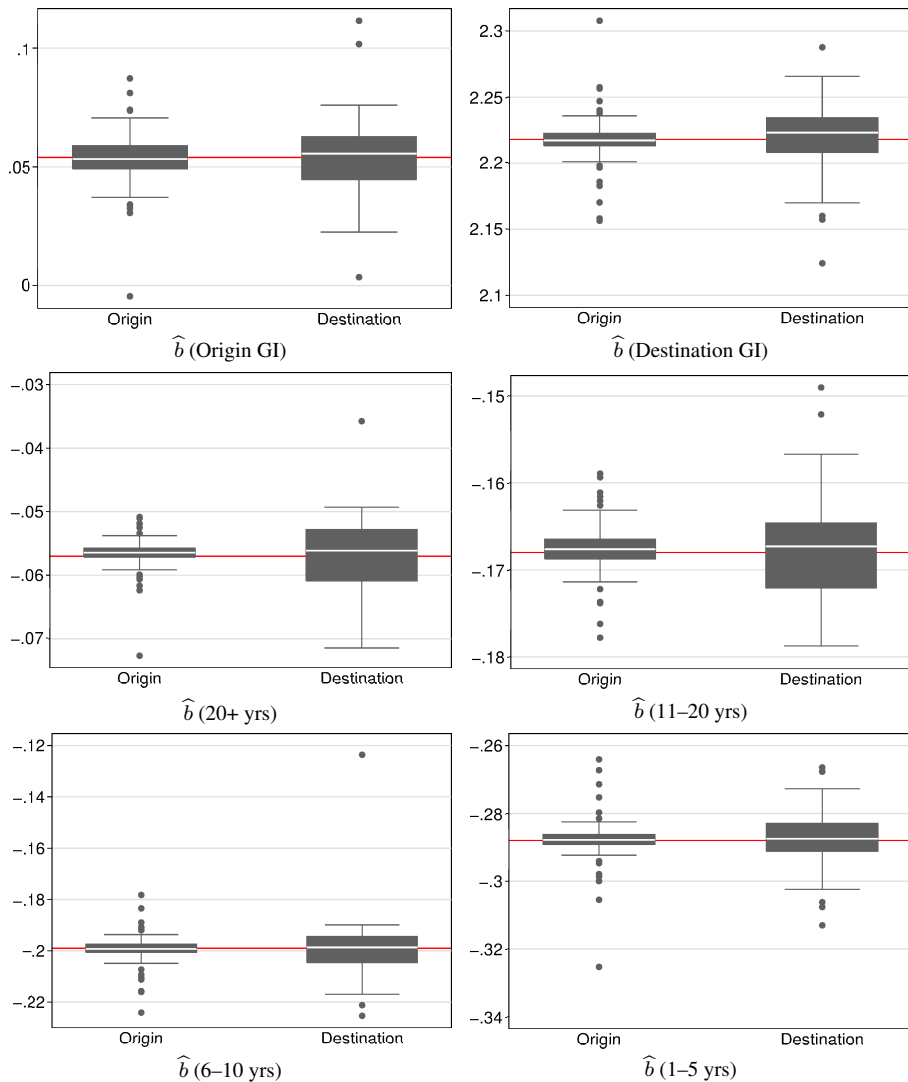 .1
.05
0
Origin
Destination
b̂ (Origin GI)
2.3
2.25
2.2
2.15
2.1
Origin
Destination
b̂ (Destination GI)
−.03
−.04
−.05
−.06
−.07
Origin
Destination
b̂ (20+ yrs)
−.15
−.16
−.17
−.18
Origin
Destination
b̂ (11–20 yrs)
−.12
−.14
−.16
−.18
−.2
−.22
Origin
Destination
b̂ (6–10 yrs)
−.26
−.28
−.3
−.32
−.34
Origin
Destination
b̂ (1–5 yrs)